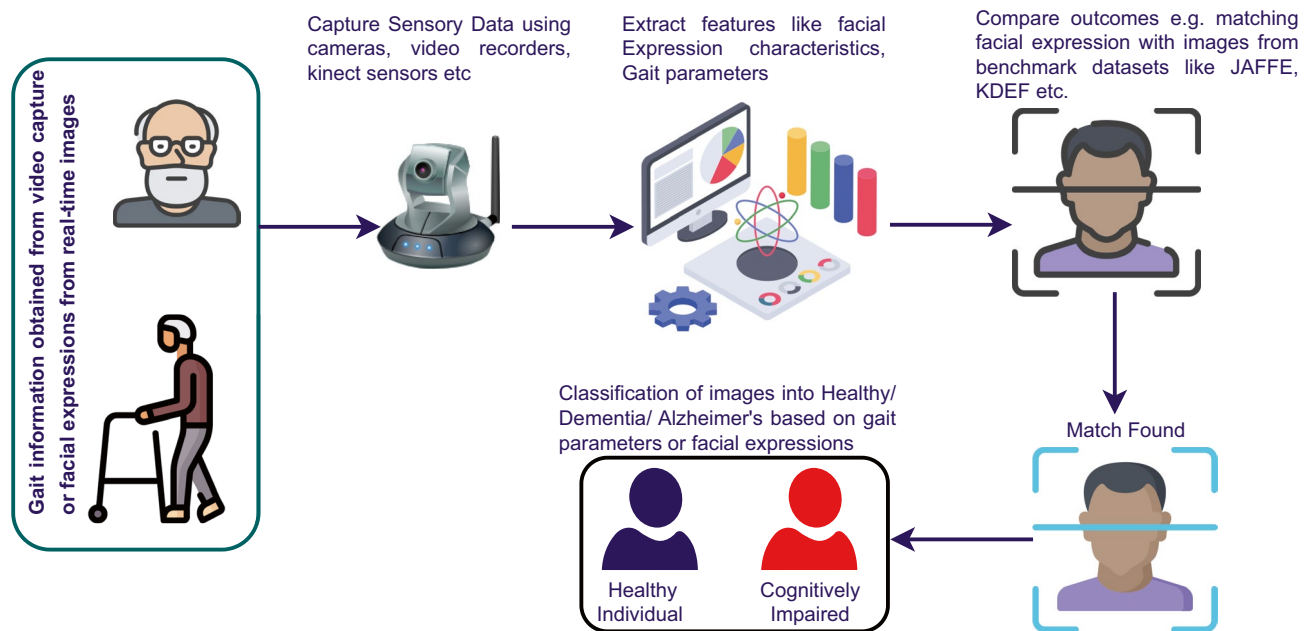 Gait information obtained from video capture
or facial expressions from real-time images
Capture Sensory Data using
cameras, video recorders,
kinect sensors etc
Extract features like facial
Expression characteristics,
Gait parameters
Compare outcomes e.g. matching
facial expression with images from
benchmark datasets like JAFFE,
KDEF etc.
Match Found
Classification of images into Healthy/
Dementia/ Alzheimer's based on gait
parameters or facial expressions
Healthy
Individual
Cognitively
Impaired